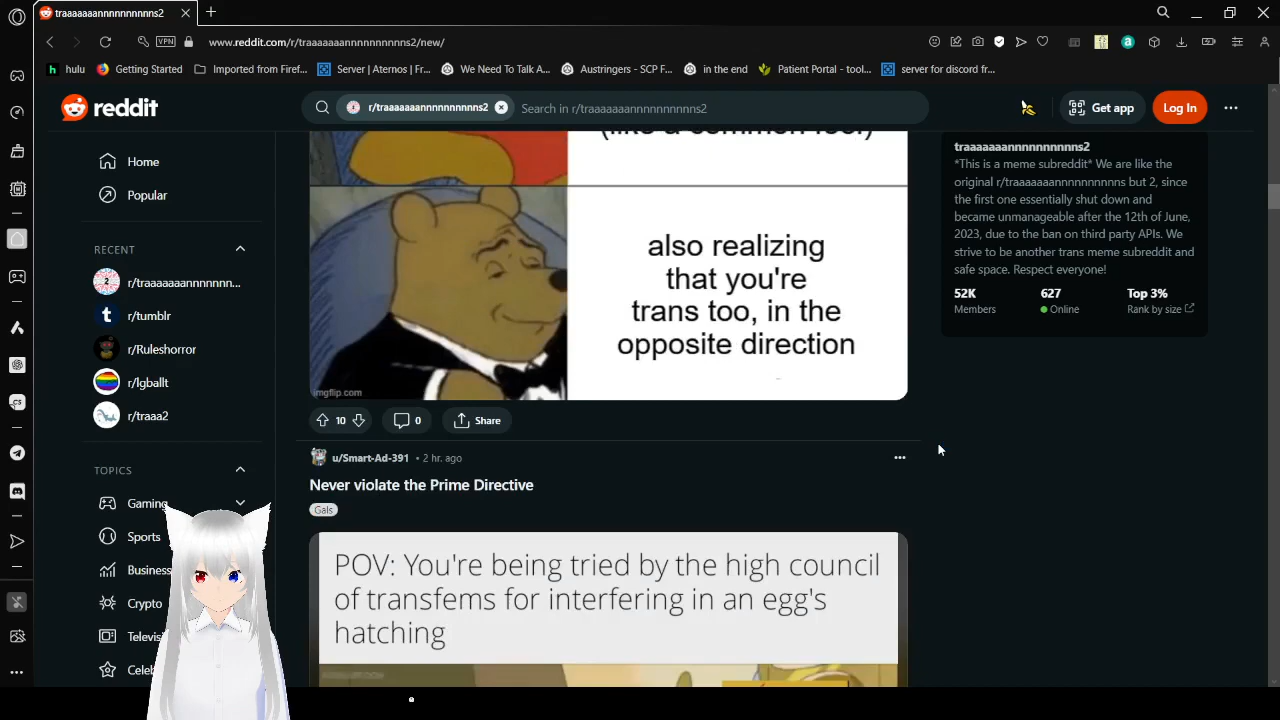 traaaaaaannnnnnnnnns2
VPN
www.reddit.com/r/traaaaaaannnnnnnnnns2/new/
hulu
Getting Started
Imported from Firef...
Server | Aternos | Fr...
We Need To Talk A...
Austringers - SCP F...
in the end
Patient Portal - tool...
server for discord fr...
reddit
r/traaaaaaannnnnnnnnns2
Search in r/traaaaaaannnnnnnnnns2
Get app
Log In
Home
Popular
RECENT
r/traaaaaaannnnnnn...
r/tumblr
r/Ruleshorror
r/lgballt
r/traaa2
TOPICS
Gaming
Sports
Business
Crypto
Televisi
Celeb
(like a common fool)
also realizing
that you're
trans too, in the
opposite direction
imgflip.com
10
0
Share
u/Smart-Ad-391 • 2 hr. ago
Never violate the Prime Directive
Gals
POV: You're being tried by the high council
of transfems for interfering in an egg's
hatching
traaaaaaannnnnnnnnns2
*This is a meme subreddit* We are like the
original r/traaaaaaannnnnnnnnns but 2, since
the first one essentially shut down and
became unmanageable after the 12th of June,
2023, due to the ban on third party APIs. We
strive to be another trans meme subreddit and
safe space. Respect everyone!
52K
Members
627
Online
Top 3%
Rank by size